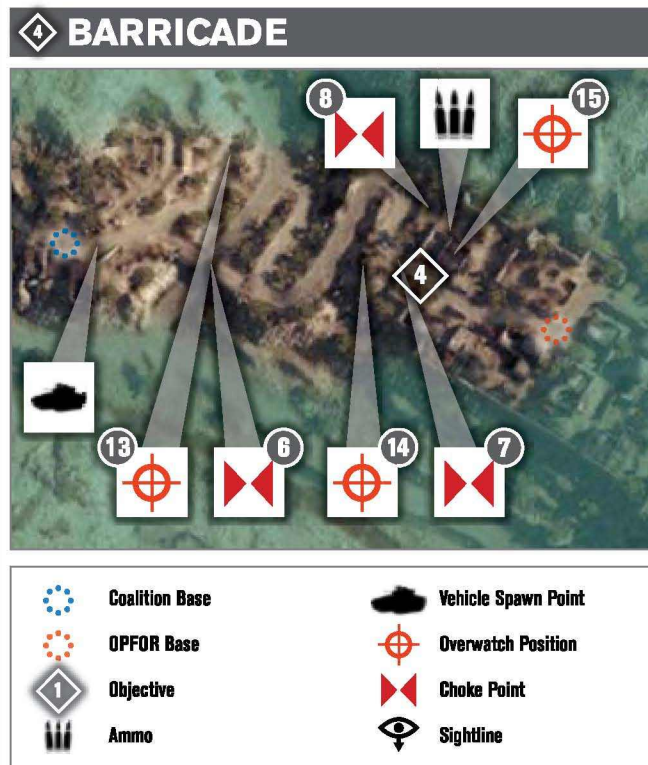 4 BARRICADE
8
15
4
13
6
14
7
Coalition Base
Vehicle Spawn Point
OPFOR Base
Overwatch Position
1
Objective
Choke Point
Ammo
Sightline